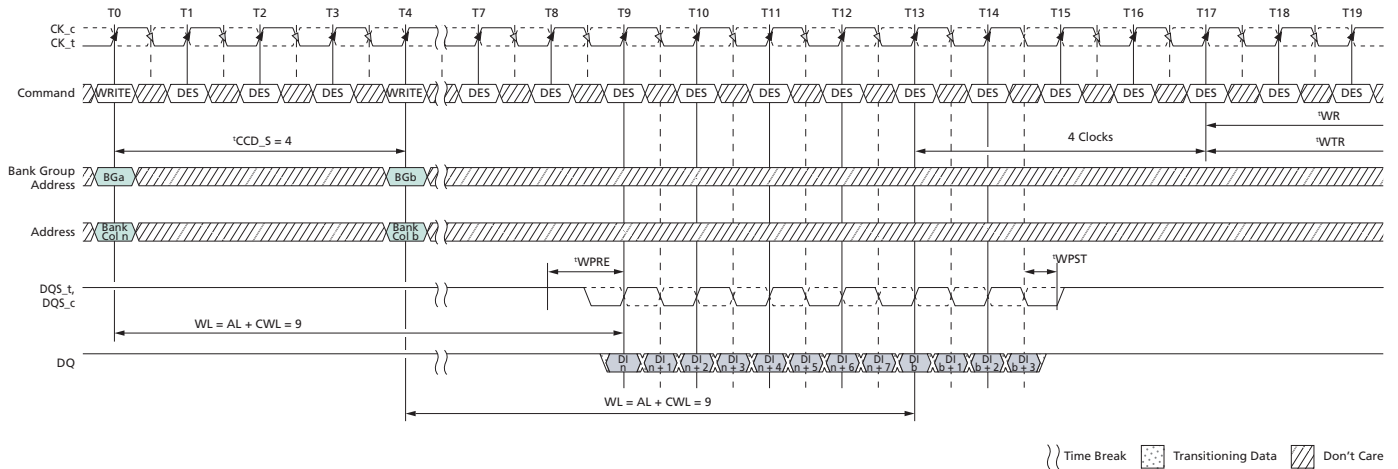 T0 T1 T2 T3 T4 T7 T8 T9 T10 T11 T12 T13 T14 T15 T16 T17 T18 T19
CK_c
CK_t
Command WRITE DES DES DES WRITE DES DES DES DES DES DES DES DES DES DES DES DES DES
tWR
tCCD_S = 4 4 Clocks tWTR
Bank Group
Address BGa BGb
Address Bank
Col n Bank
Col b
tWPRE tWPST
DQS_t,
DQS_c
WL = AL + CWL = 9
DQ DI
n DI
n + 1 DI
n + 2 DI
n + 3 DI
n + 4 DI
n + 5 DI
n + 6 DI
n + 7 DI
b DI
b + 1 DI
b + 2 DI
b + 3
WL = AL + CWL = 9
Time Break Transitioning Data Don't Care